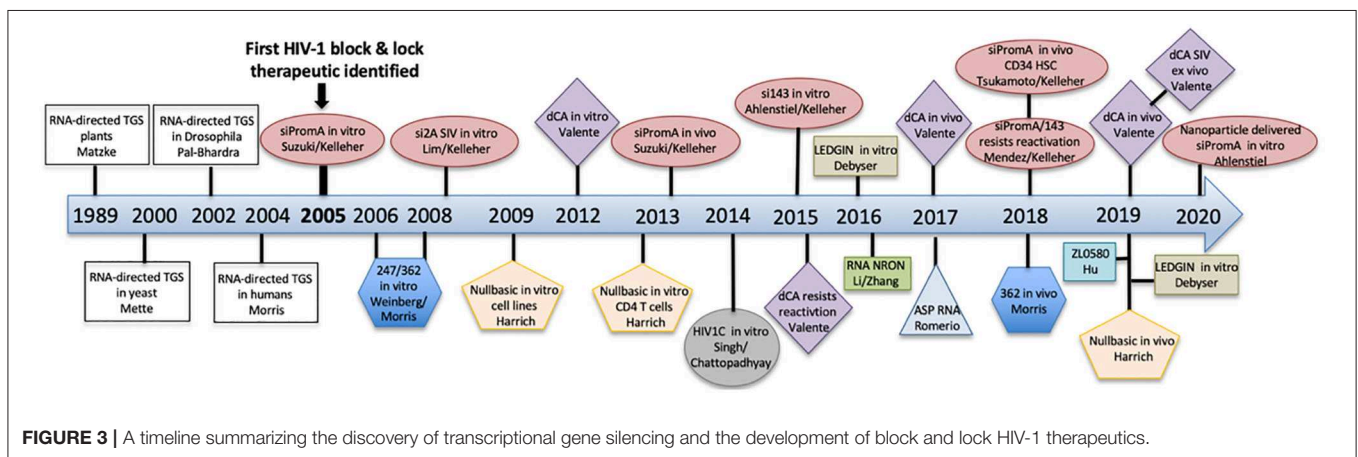 First HIV-1 block & lock
therapeutic identified
RNA-directed TGS
plants
Matzke
RNA-directed TGS
in Drosophila
Pal-Bhardra
siPromA in vitro
Suzuki/Kelleher
si2A SIV in vitro
Lim/Kelleher
dCA in vitro
Valente
siPromA in vivo
Suzuki/Kelleher
si143 in vitro
Ahlenstiel/Kelleher
LEDGIN in vitro
Debyser
dCA in vivo
Valente
siPromA in vivo
CD34 HSC
Tsukamoto/Kelleher
siPromA/143
resists reactivation
Mendez/Kelleher
dCA in vivo
Valente
dCA SIV
ex vivo
Valente
Nanoparticle delivered
siPromA in vitro
Ahlenstiel
1989 2000 2002 2004 2005 2006 2008 2009 2012 2013 2014 2015 2016 2017 2018 2019 2020
RNA-directed TGS
in yeast
Mette
RNA-directed TGS
in humans
Morris
247/362
in vitro
Weinberg/
Morris
Nullbasic in vitro
cell lines
Harrich
Nullbasic in vitro
CD4 T cells
Harrich
HIV1C in vitro
Singh/
Chattopadhyay
dCA resists
reactivtion
Valente
RNA NRON
Li/Zhang
ASP RNA
Romerio
362 in vivo
Morris
ZL0580
Hu
LEDGIN in vitro
Debyser
Nullbasic in vivo
Harrich
FIGURE 3 | A timeline summarizing the discovery of transcriptional gene silencing and the development of block and lock HIV-1 therapeutics.